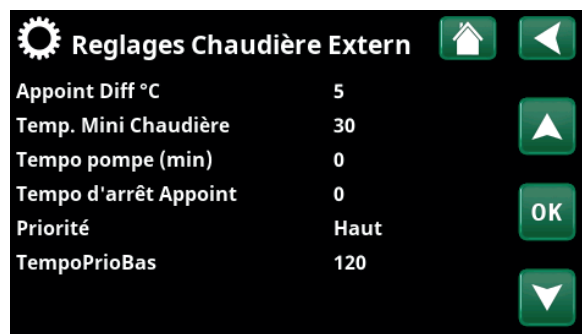 Reglages Chaudière Extern
Appoint Diff °C 5
Temp. Mini Chaudière 30
Tempo pompe (min) 0
Tempo d'arrêt Appoint 0
OK
Priorité Haut
TempoPrioBas 120